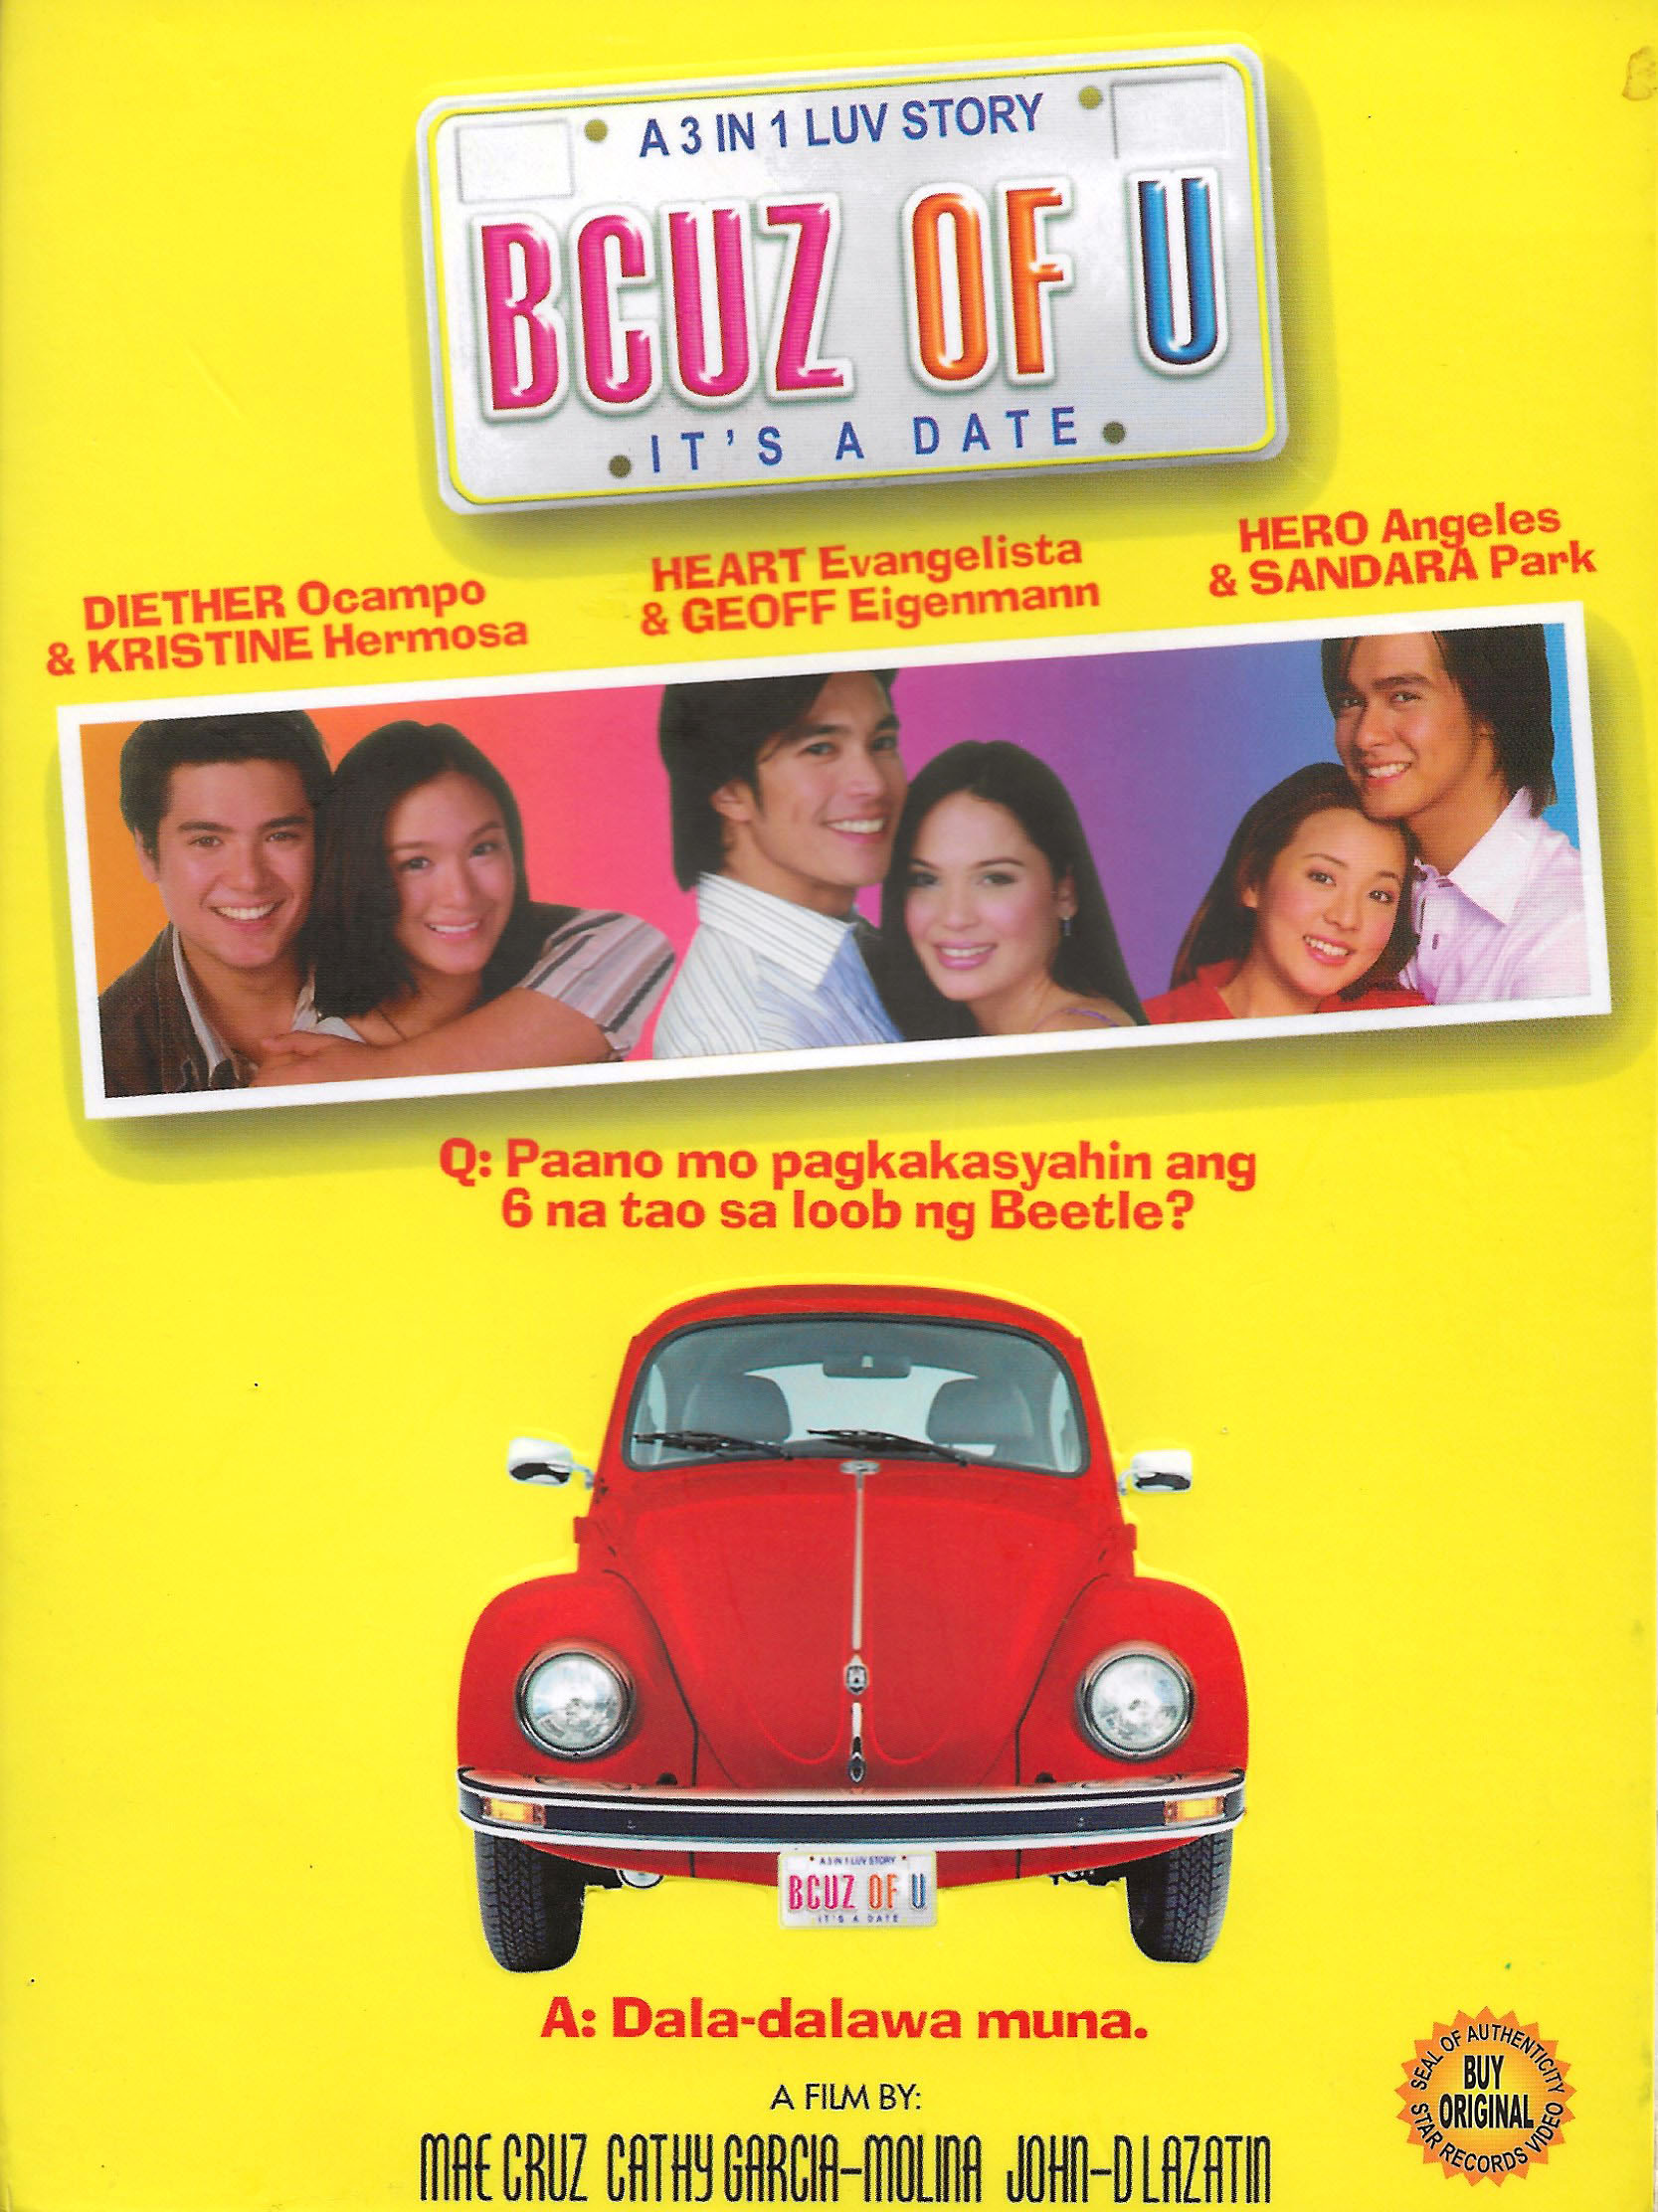 A 3 IN 1 LUV STORY
BCUZ OF U
IT'S A DATE
DIETHER Ocampo
& KRISTINE Hermosa
HEART Evangelista
& GEOFF Eigenmann
HERO Angeles
& SANDARA Park
Q: Paano mo pagkakasyahin ang
6 na tao sa loob ng Beetle?
A 3 IN 1 LUV STORY
BCUZ OF U
IT'S A DATE
A: Dala-dalawa muna.
A FILM BY:
MAE CRUZ CATHY GARCIA-MOLINA JOHN-D LAZATIN
SEAL OF AUTHENTICITY
BUY
ORIGINAL
STAR RECORDS VIDEO